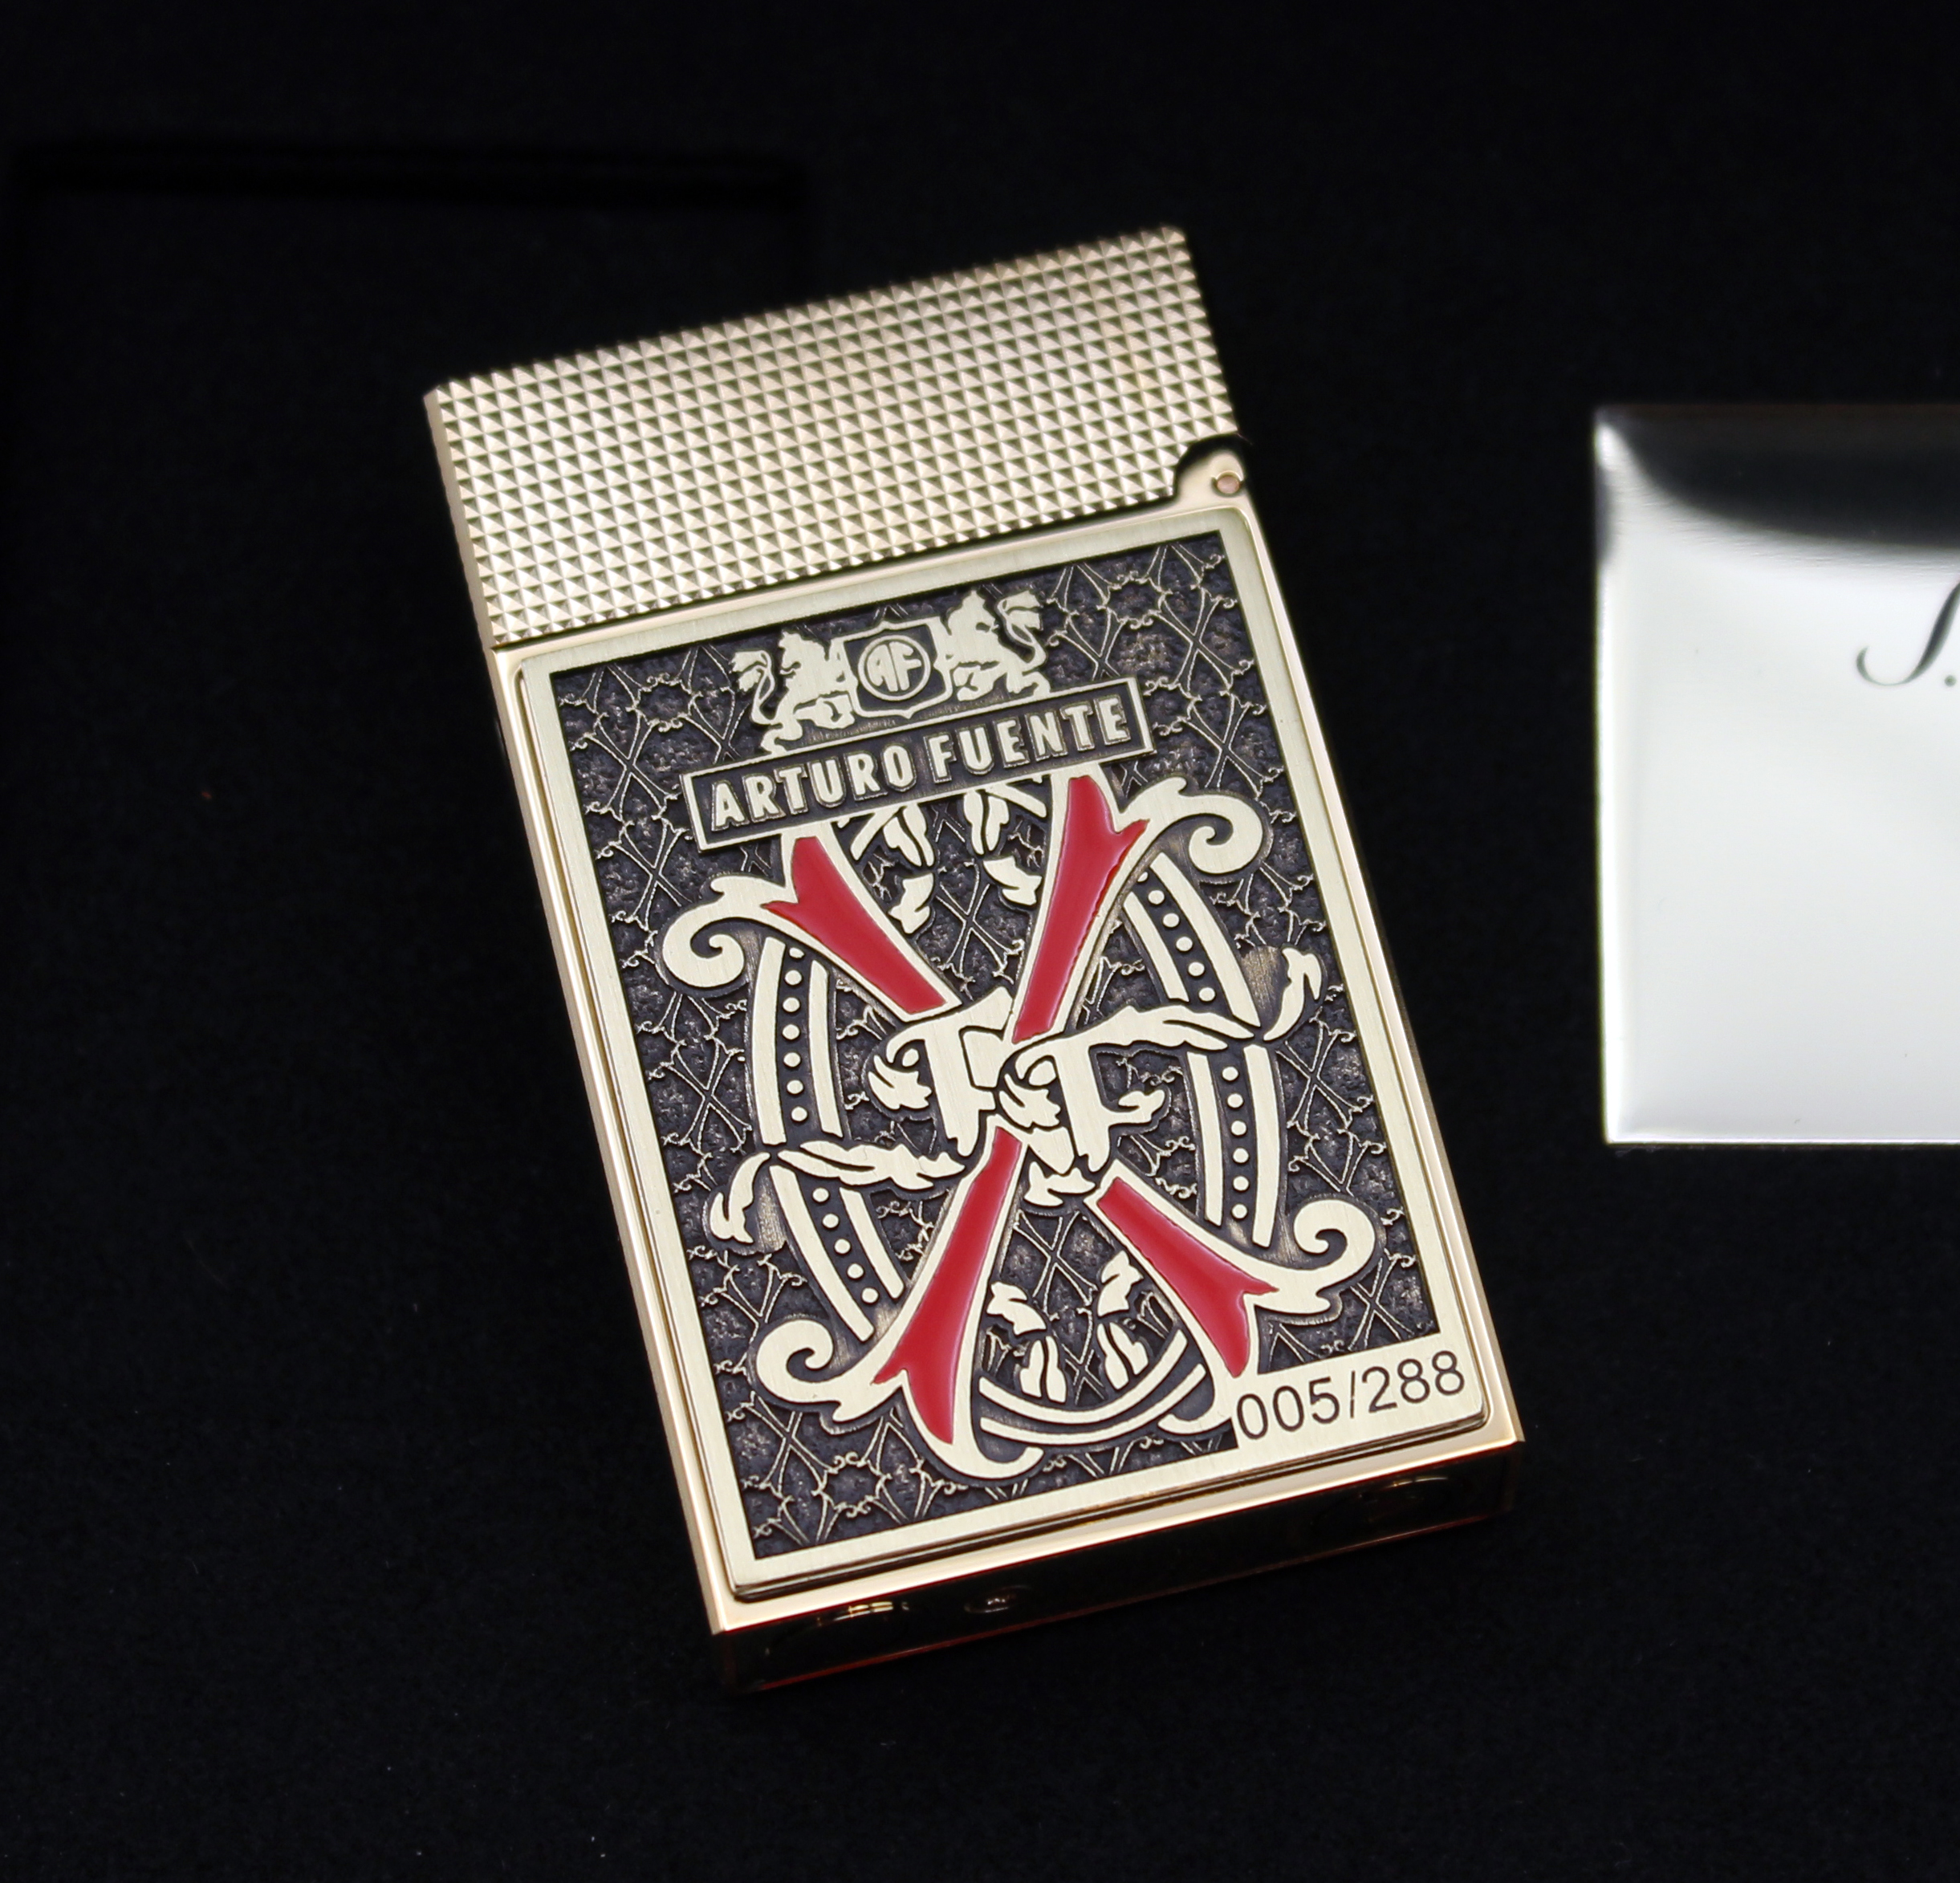 AF
ARTURO FUENTE
X
005/288
S.